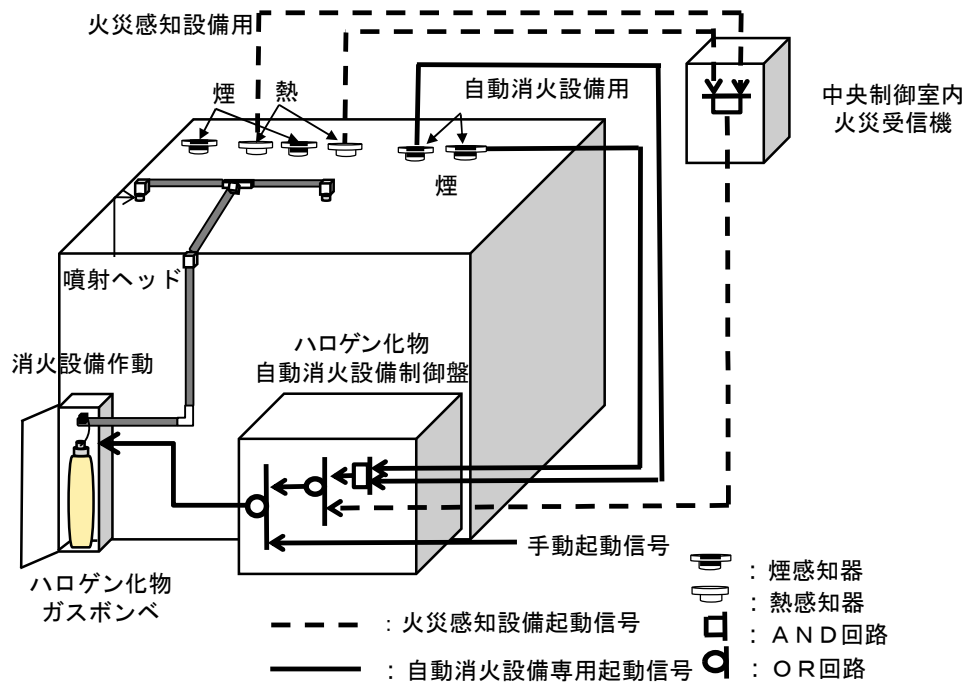 火災感知設備用
煙
熱
自動消火設備用
中央制御室内
火災受信機
煙
噴射ヘッド
ハロゲン化物
自動消火設備制御盤
消火設備作動
手動起動信号
ハロゲン化物
ガスボンベ
：煙感知器
：熱感知器
：火災感知設備起動信号
：ＡＮＤ回路
：自動消火設備専用起動信号
：ＯＲ回路